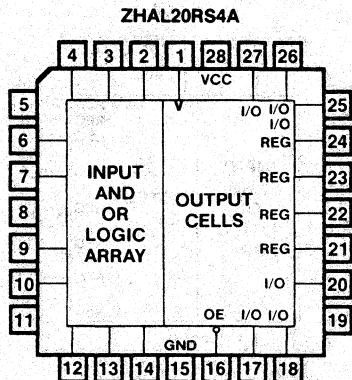 ZHAL20RS4A
4 3 2 1 28 27 26
VCC
5 I/O I/O 25
I/O
6 REG 24
7 INPUT AND OR LOGIC ARRAY REG 23
8 OUTPUT CELLS REG 22
9 REG 21
10 I/O 20
11 OE I/O I/O 19
GND
12 13 14 15 16 17 18